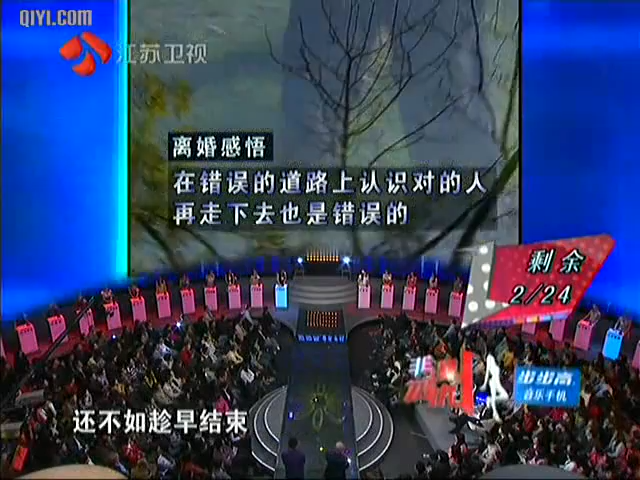 QIYI.COM
江苏卫视
离婚感悟
在错误的道路上认识对的人
再走下去也是错误的
剩余
2/24
步步高
音乐手机
还不如趁早结束